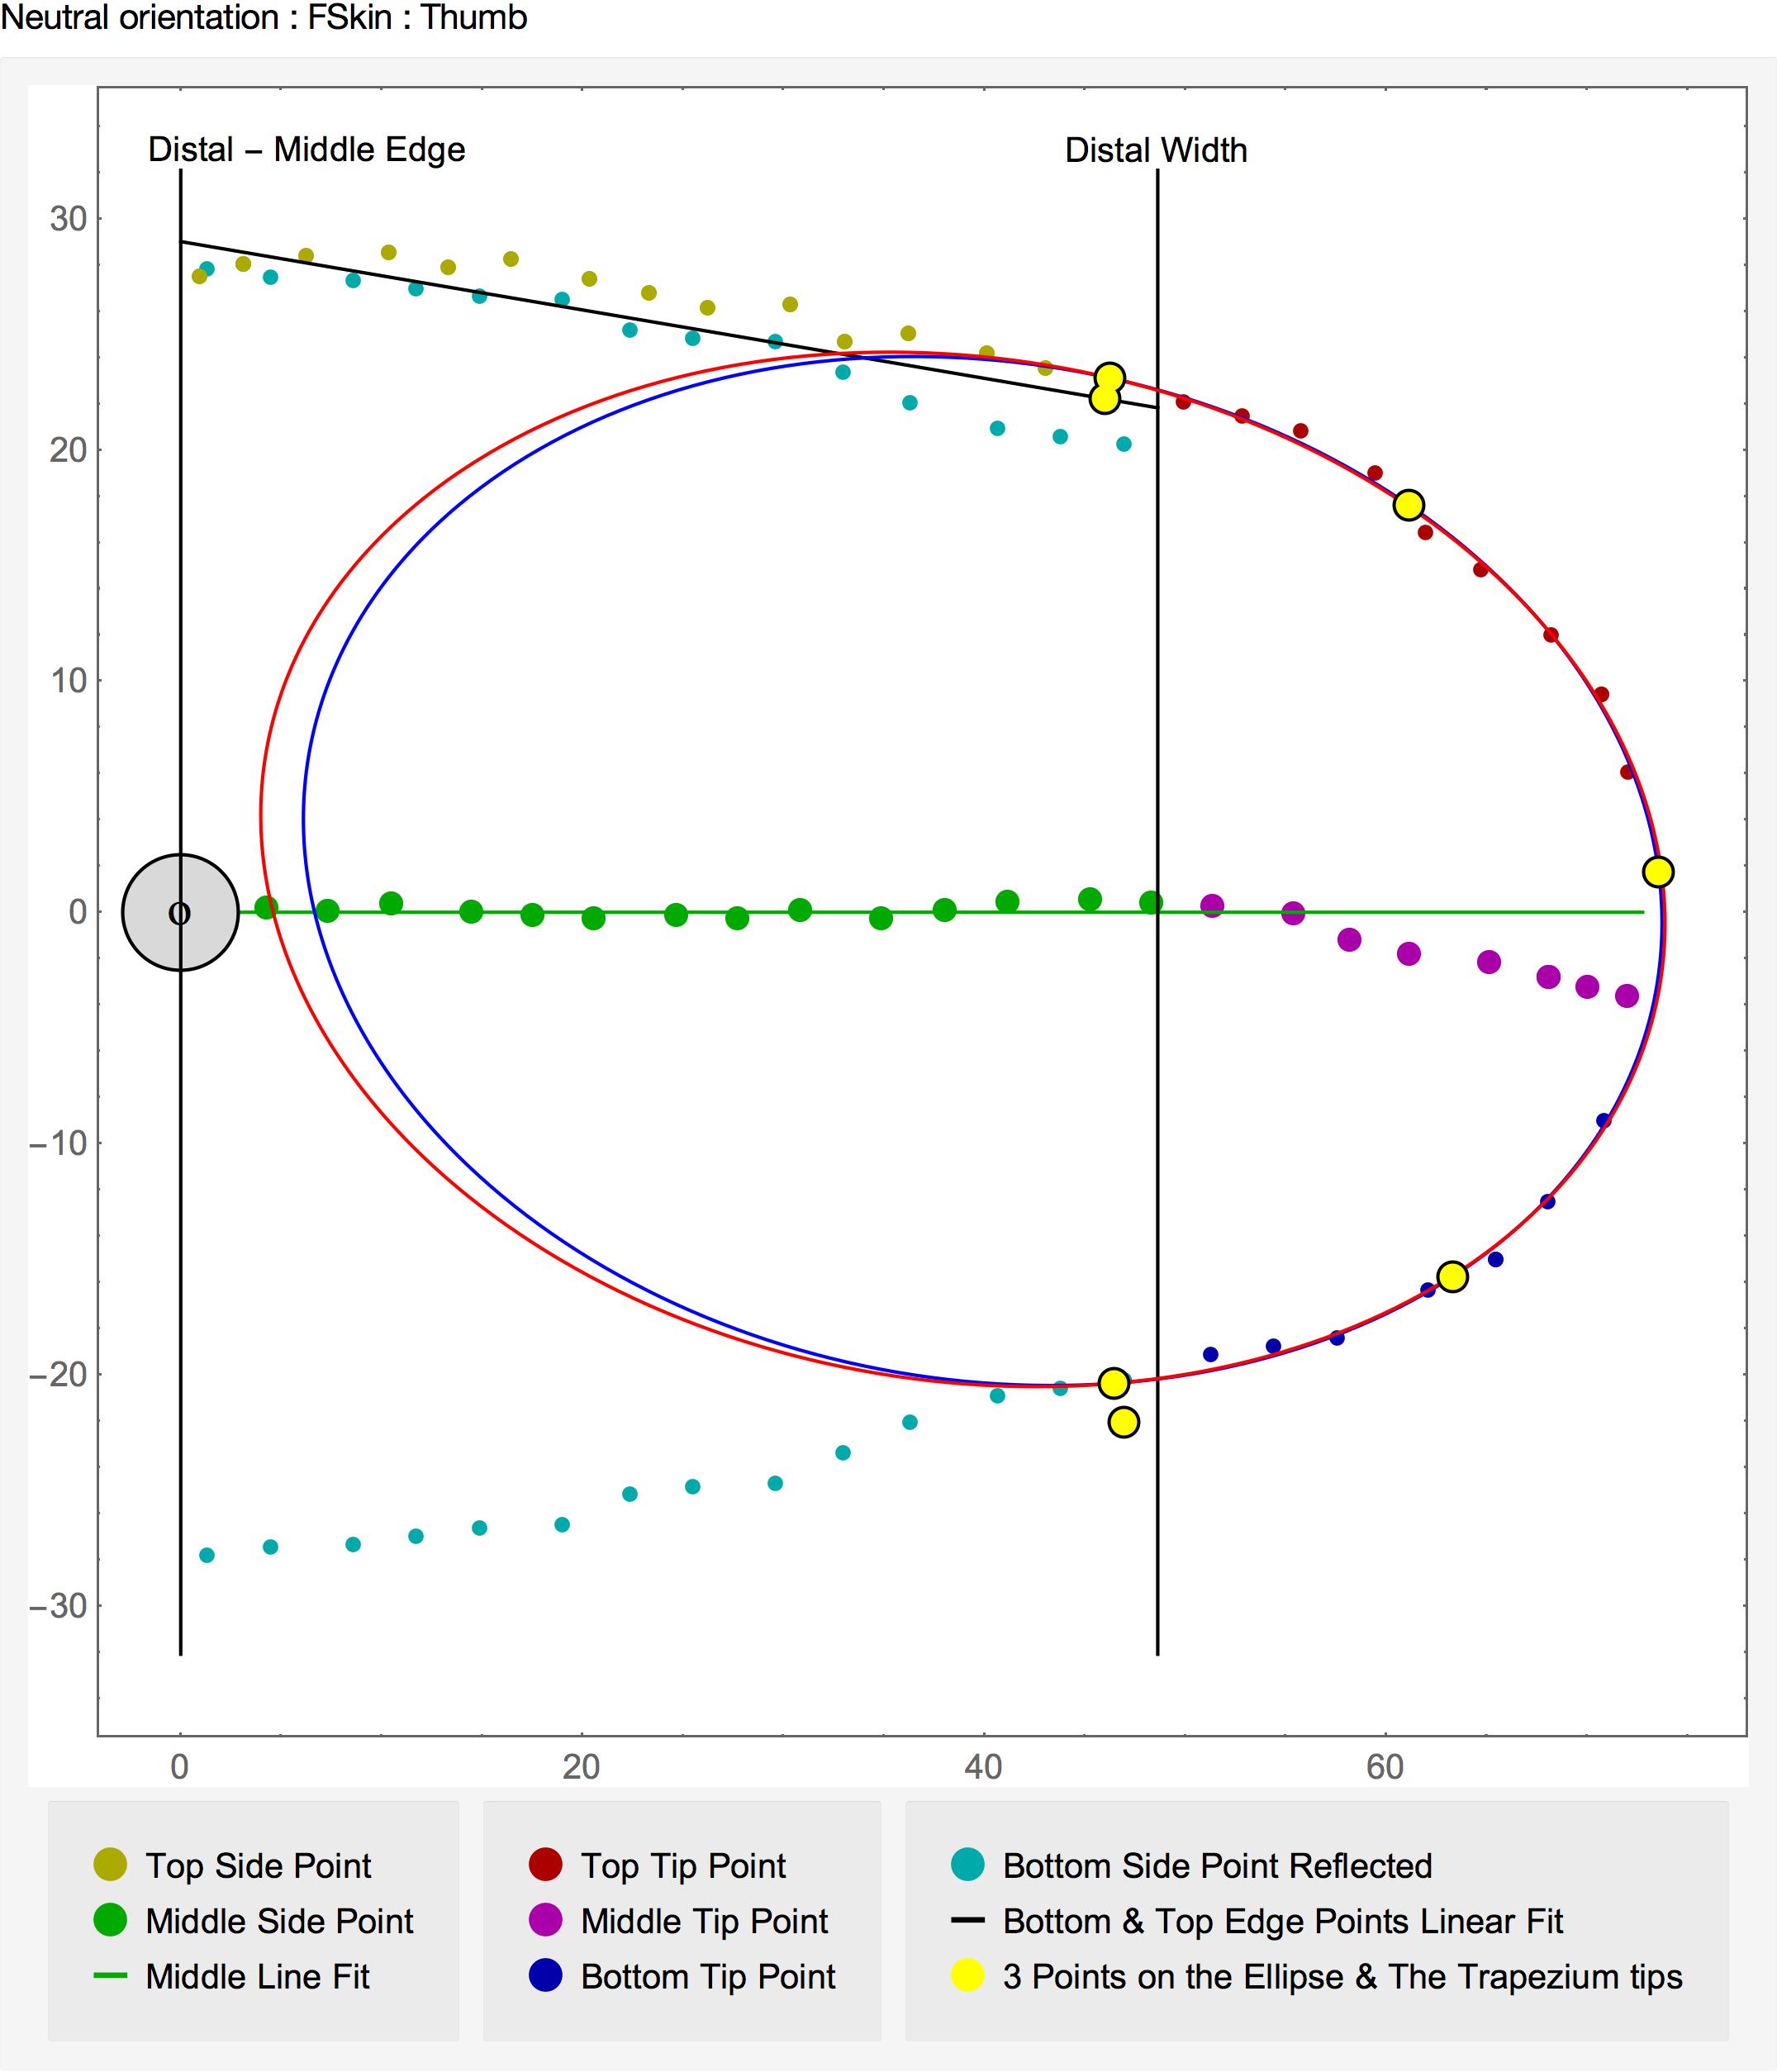 Neutral orientation : FSkin : Thumb
Distal – Middle Edge
Distal Width
30
20
10
0
−10
−20
−30
0
0 20 40 60
Top Side Point
Middle Side Point
Middle Line Fit
Top Tip Point
Middle Tip Point
Bottom Tip Point
Bottom Side Point Reflected
Bottom & Top Edge Points Linear Fit
3 Points on the Ellipse & The Trapezium tips